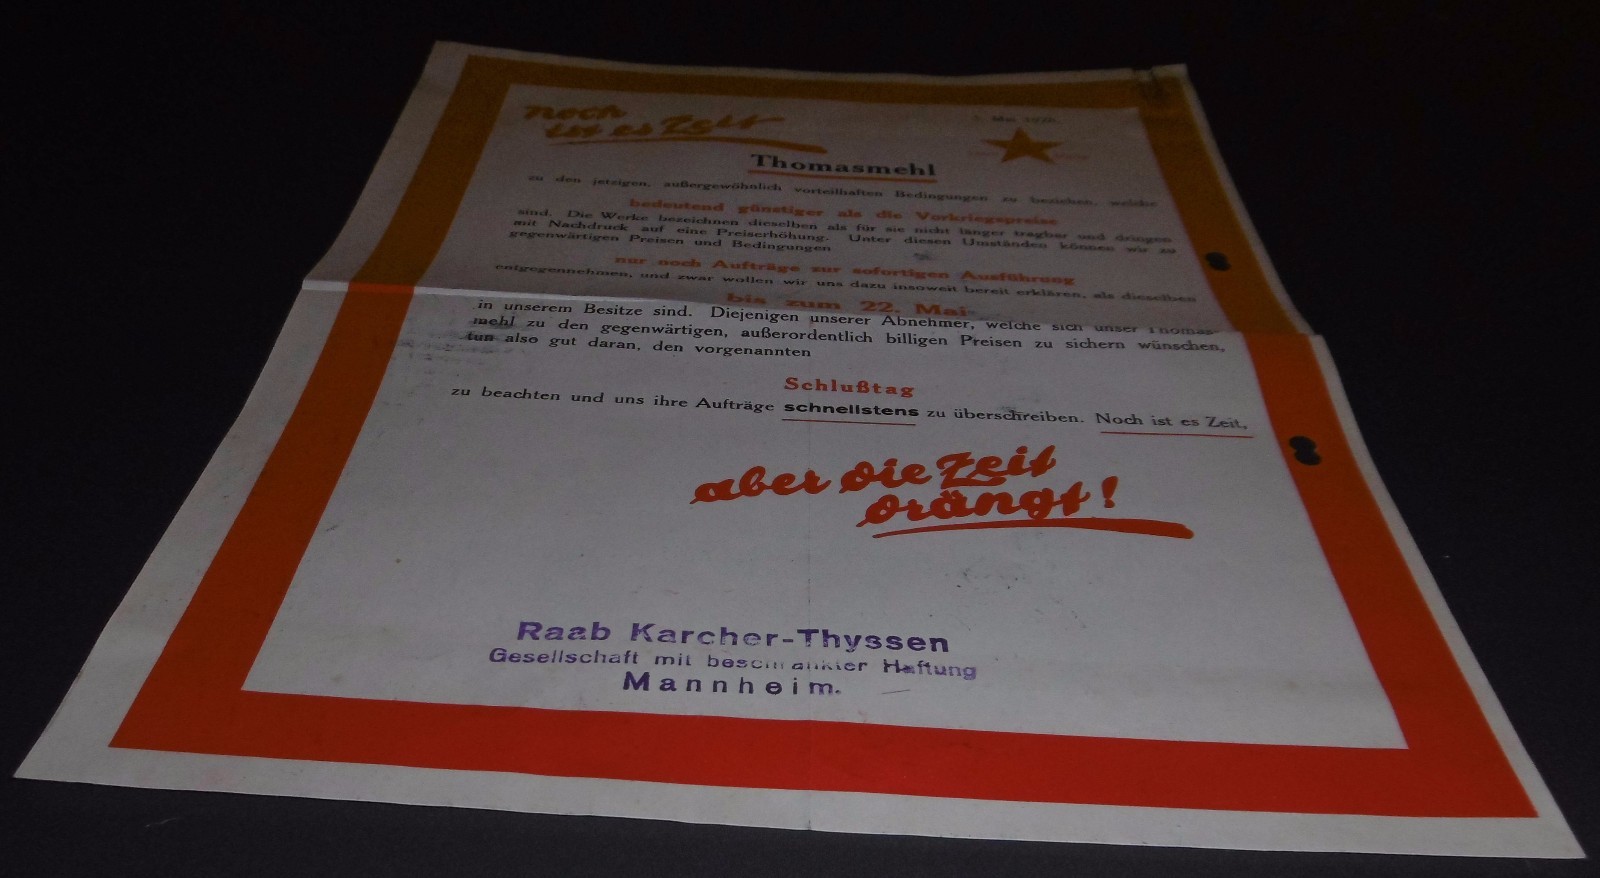 noch
ist es Zeit
Mai
Thomasmehl
zu den jetzigen, außergewöhnlich vorteilhaften Bedingungen zu beziehen, welche
bedeutend günstiger als die Vorkriegspreise
sind. Die Werke bezeichnen dieselben als für sie nicht länger tragbar und dringen
mit Nachdruck auf eine Preiserhöhung. Unter diesen Umständen können wir zu
gegenwärtigen Preisen und Bedingungen
nur noch Aufträge zur sofortigen Ausführung
entgegennehmen, und zwar wollen wir uns dazu insoweit bereit erklären, als dieselben
bis zum 22. Mai
in unserem Besitze sind. Diejenigen unserer Abnehmer, welche sich unser Thomas-
mehl zu den gegenwärtigen, außerordentlich billigen Preisen zu sichern wünschen,
tun also gut daran, den vorgenannten
Schlußtag
zu beachten und uns ihre Aufträge schnellstens zu überschreiben. Noch ist es Zeit,
aber die Zeit
drängt!
Raab Karcher-Thyssen
Gesellschaft mit beschränkter Haftung
Mannheim.